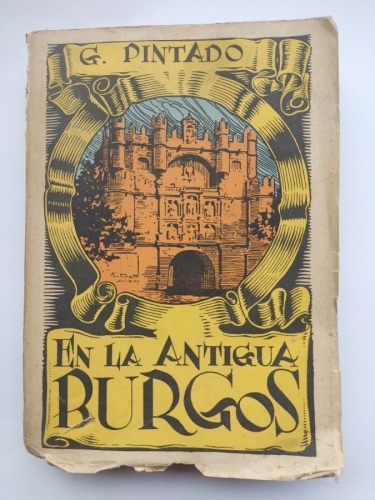 G. PINTADO
EN LA ANTIGUA
BURGOS